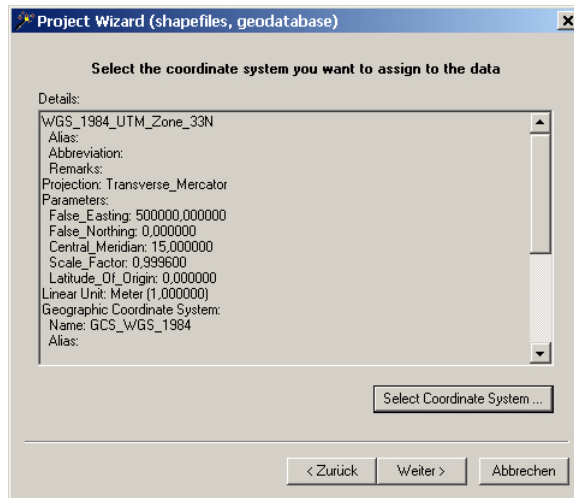 Project Wizard (shapefiles, geodatabase)
Select the coordinate system you want to assign to the data
Details:
WGS_1984_UTM_Zone_33N
Alias:
Abbreviation:
Remarks:
Projection: Transverse_Mercator
Parameters:
False_Easting: 500000,000000
False_Northing: 0,000000
Central_Meridian: 15,000000
Scale_Factor: 0,999600
Latitude_Of_Origin: 0,000000
Linear Unit: Meter (1,000000)
Geographic Coordinate System:
Name: GCS_WGS_1984
Alias:
Select Coordinate System ...
< Zurück Weiter > Abbrechen